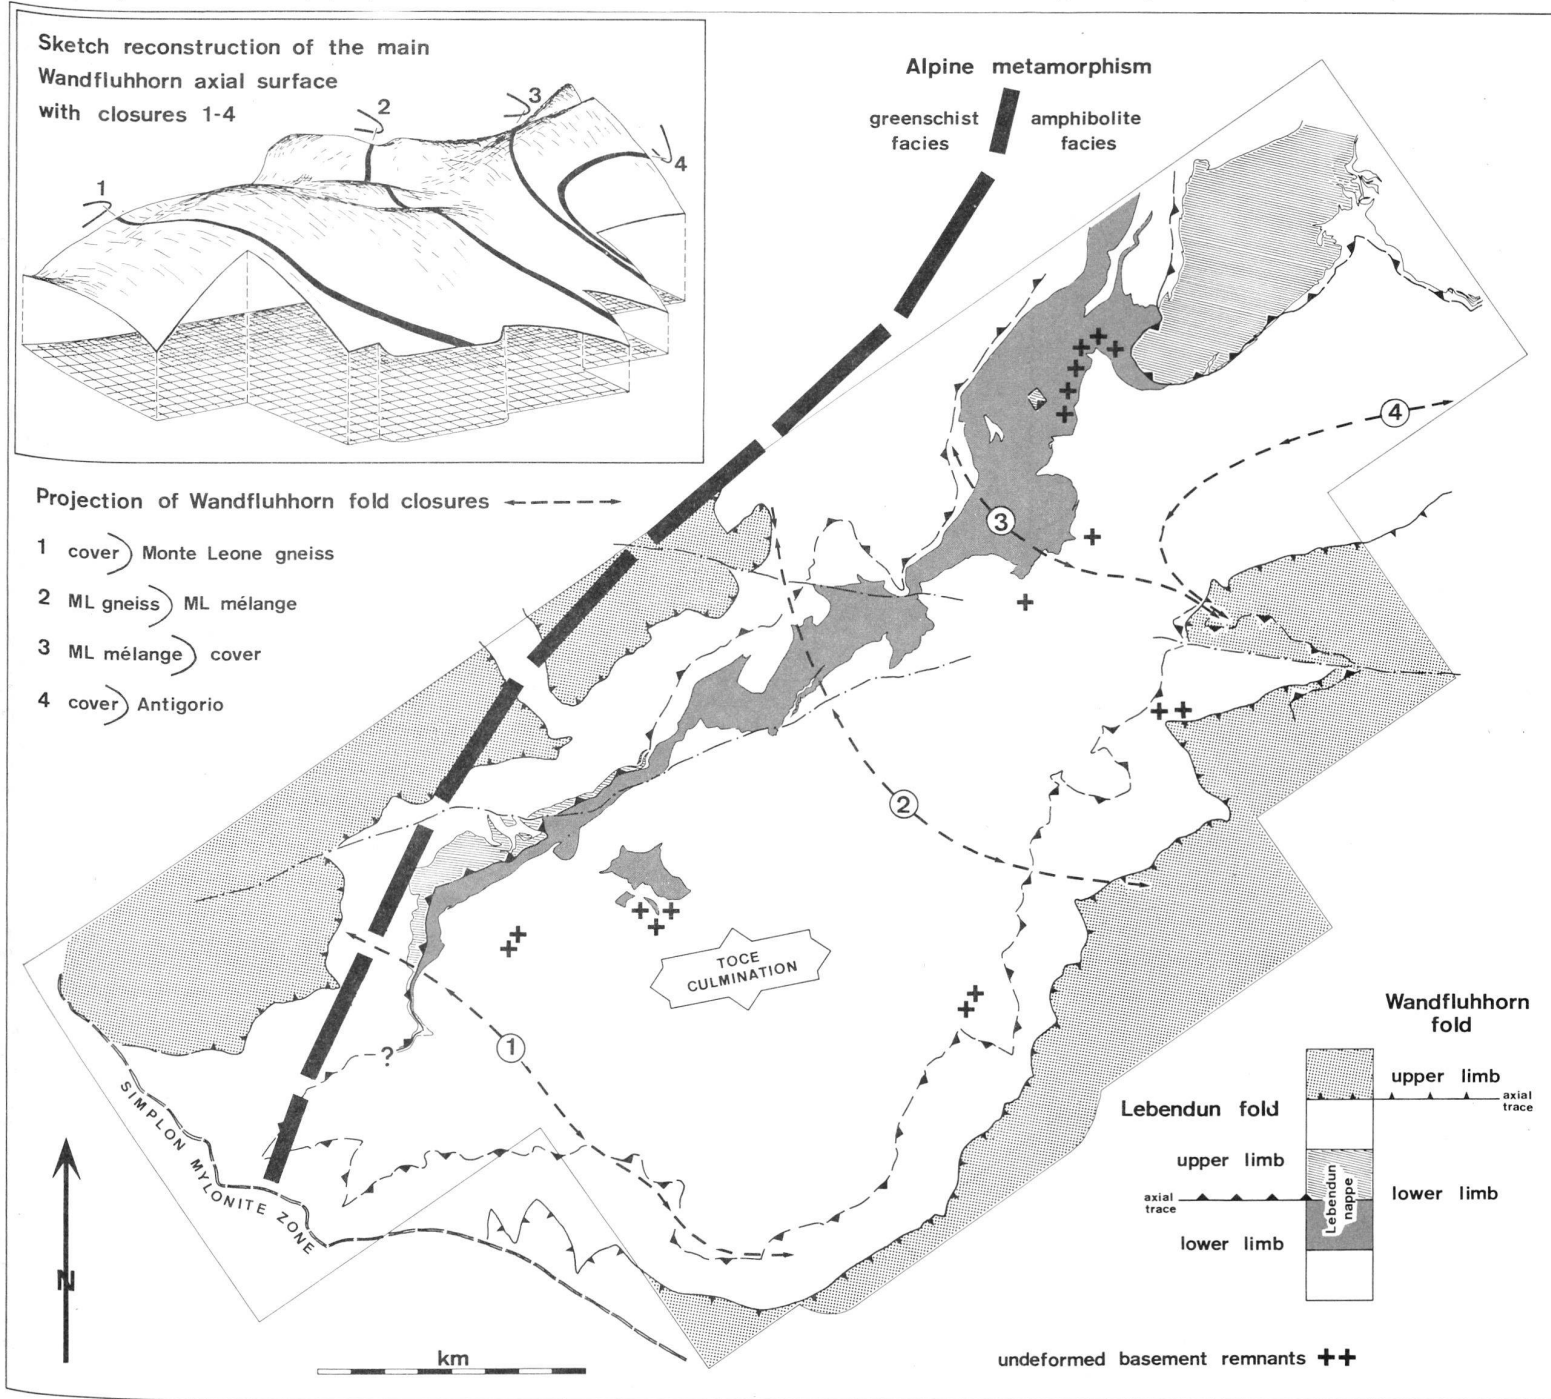 Sketch reconstruction of the main
Wandfluhhorn axial surface
with closures 1-4
1
2
3
4
Alpine metamorphism
greenschist
facies
amphibolite
facies
Projection of Wandfluhhorn fold closures
1 cover) Monte Leone gneiss
2 ML gneiss) ML mélange
3 ML mélange) cover
4 cover) Antigorio
4
3
2
1
?
TOCE
CULMINATION
SIMPLON MYLONITE ZONE
N
km
Wandfluhhorn
fold
upper limb
axial
trace
Lebendun fold
upper limb
axial
trace
lower limb
Lebendun
nappe
lower limb
undeformed basement remnants ++